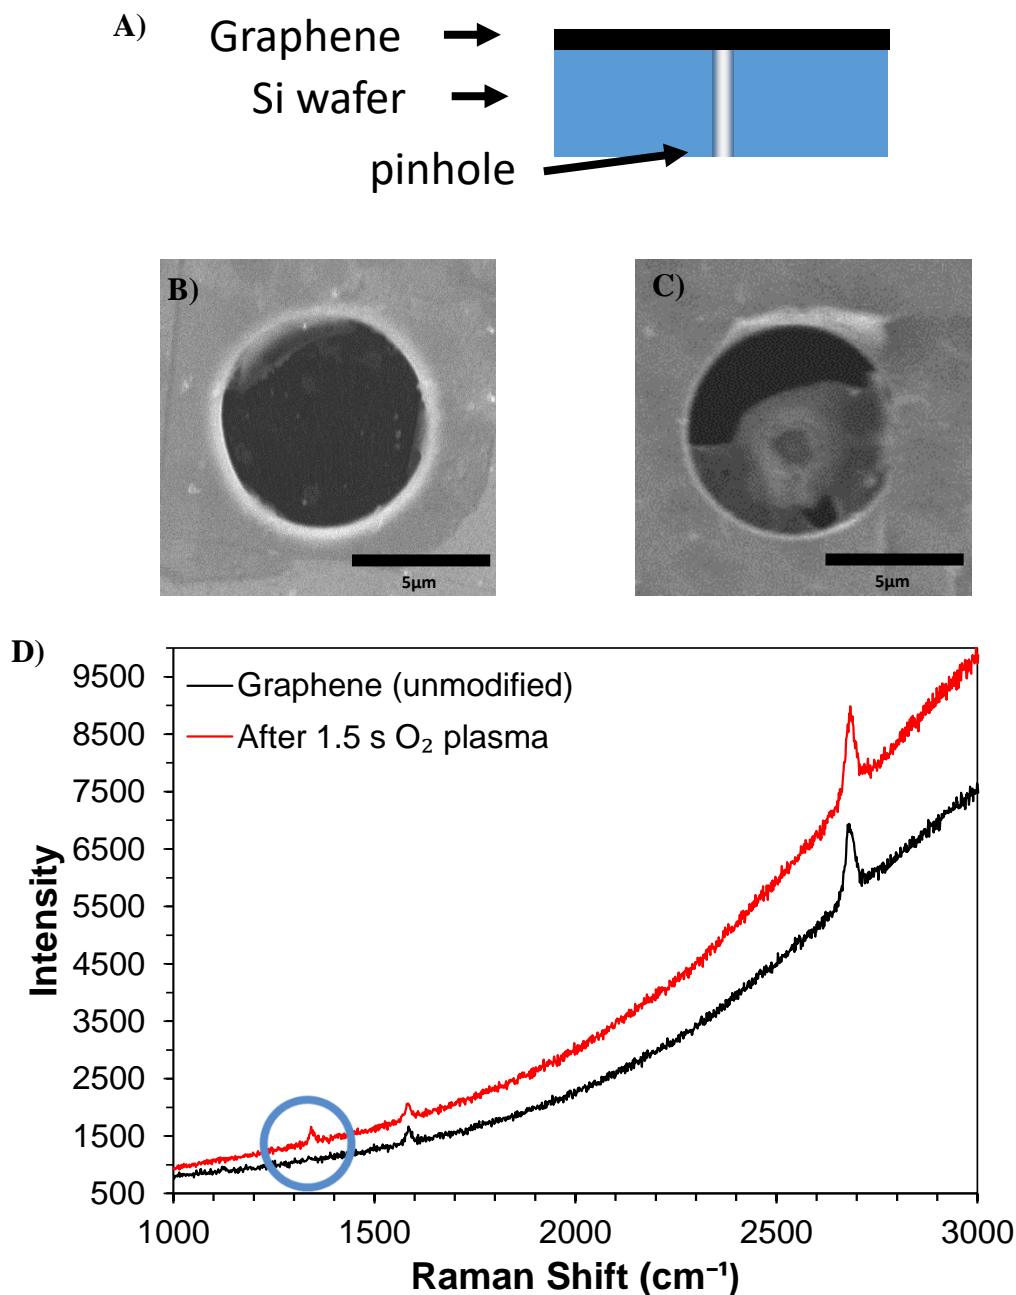 A)
Graphene
Si wafer
pinhole
B)
5μm
C)
5μm
D)
Graphene (unmodified)
After 1.5 s O₂ plasma
9500
8500
7500
6500
5500
4500
3500
2500
1500
500
Intensity
1000 1500 2000 2500 3000
Raman Shift (cm⁻¹)